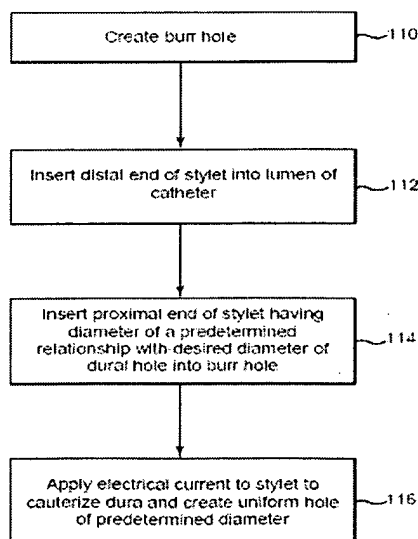 Create burr hole
110
Insert distal end of stylet into lumen of
catheter
112
Insert proximal end of stylet having
diameter of a predetermined
relationship with desired diameter of
dural hole into burr hole
114
Apply electrical current to stylet to
cauterize dura and create uniform hole
of predetermined diameter
116